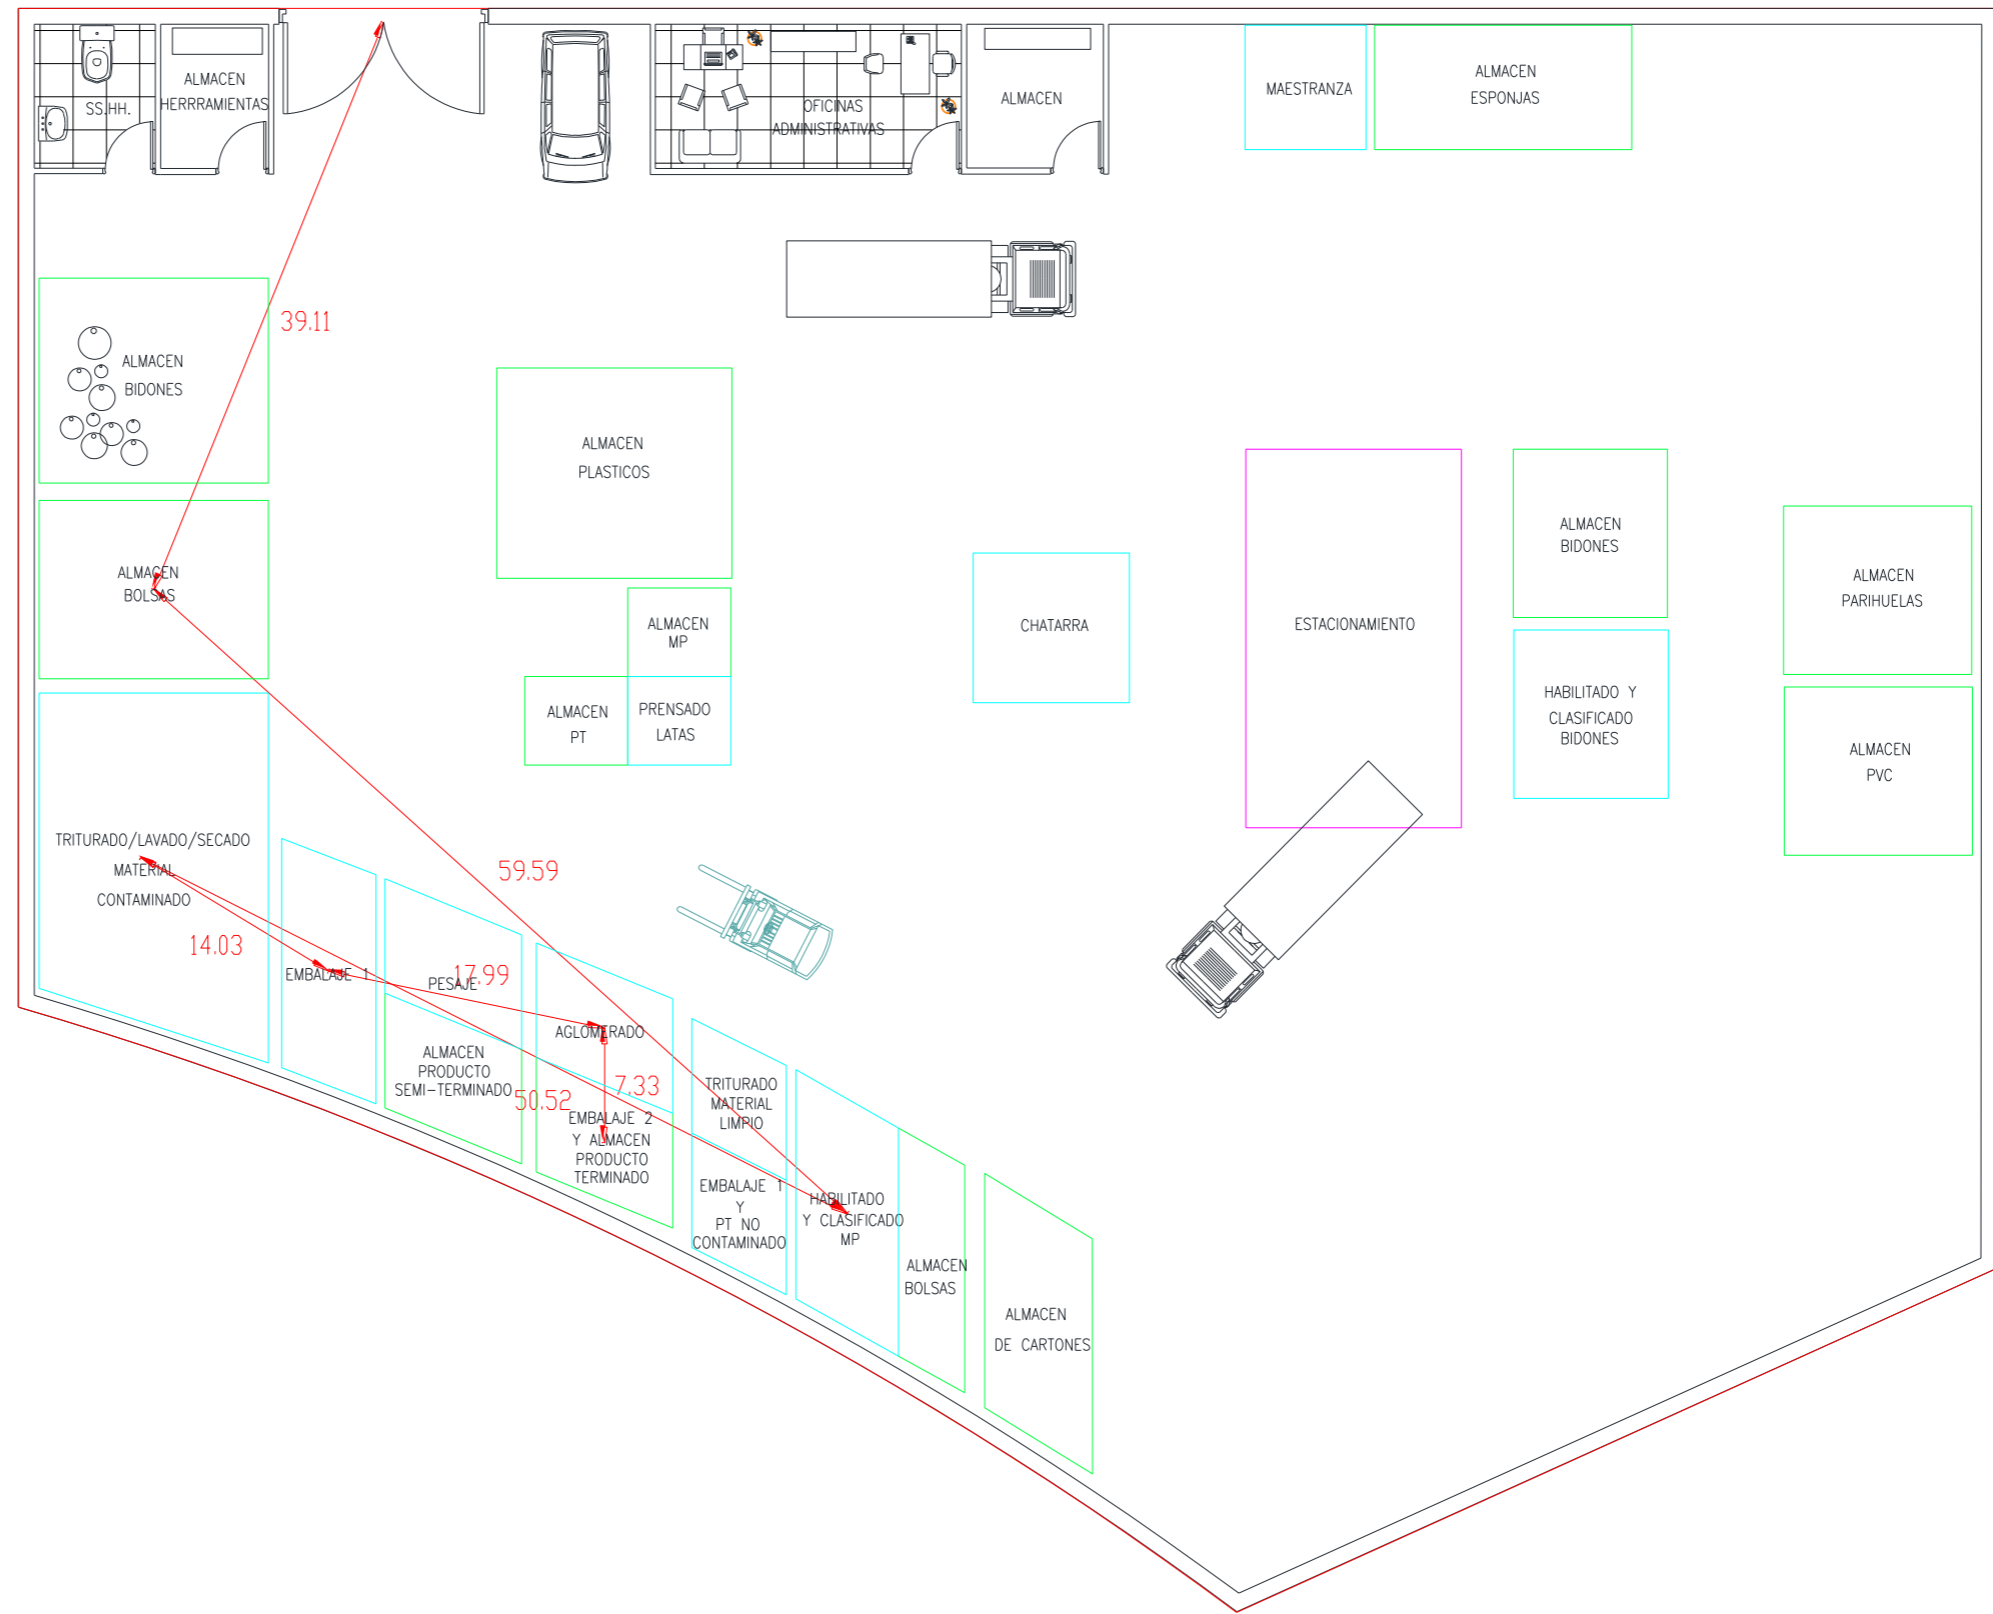 SS.HH.
ALMACEN
HERRRAMIENTAS
OFICINAS
ADMINISTRATIVAS
ALMACEN
MAESTRANZA
ALMACEN
ESPONJAS
39.11
ALMACEN
BIDONES
ALMACEN
PLASTICOS
ALMACEN
BOLSAS
ALMACEN
MP
ALMACEN
PT
PRENSADO
LATAS
CHATARRA
ESTACIONAMIENTO
ALMACEN
BIDONES
HABILITADO Y
CLASIFICADO
BIDONES
ALMACEN
PARIHUELAS
ALMACEN
PVC
TRITURADO/LAVADO/SECADO
MATERIAL
CONTAMINADO
59.59
14.03
EMBALAJE 1
PESAJE
17.99
AGLOMERADO
ALMACEN
PRODUCTO
SEMI-TERMINADO
50.52
7.33
EMBALAJE 2
Y ALMACEN
PRODUCTO
TERMINADO
TRITURADO
MATERIAL
LIMPIO
EMBALAJE 1
Y
PT NO
CONTAMINADO
HABILITADO
Y CLASIFICADO
MP
ALMACEN
BOLSAS
ALMACEN
DE CARTONES